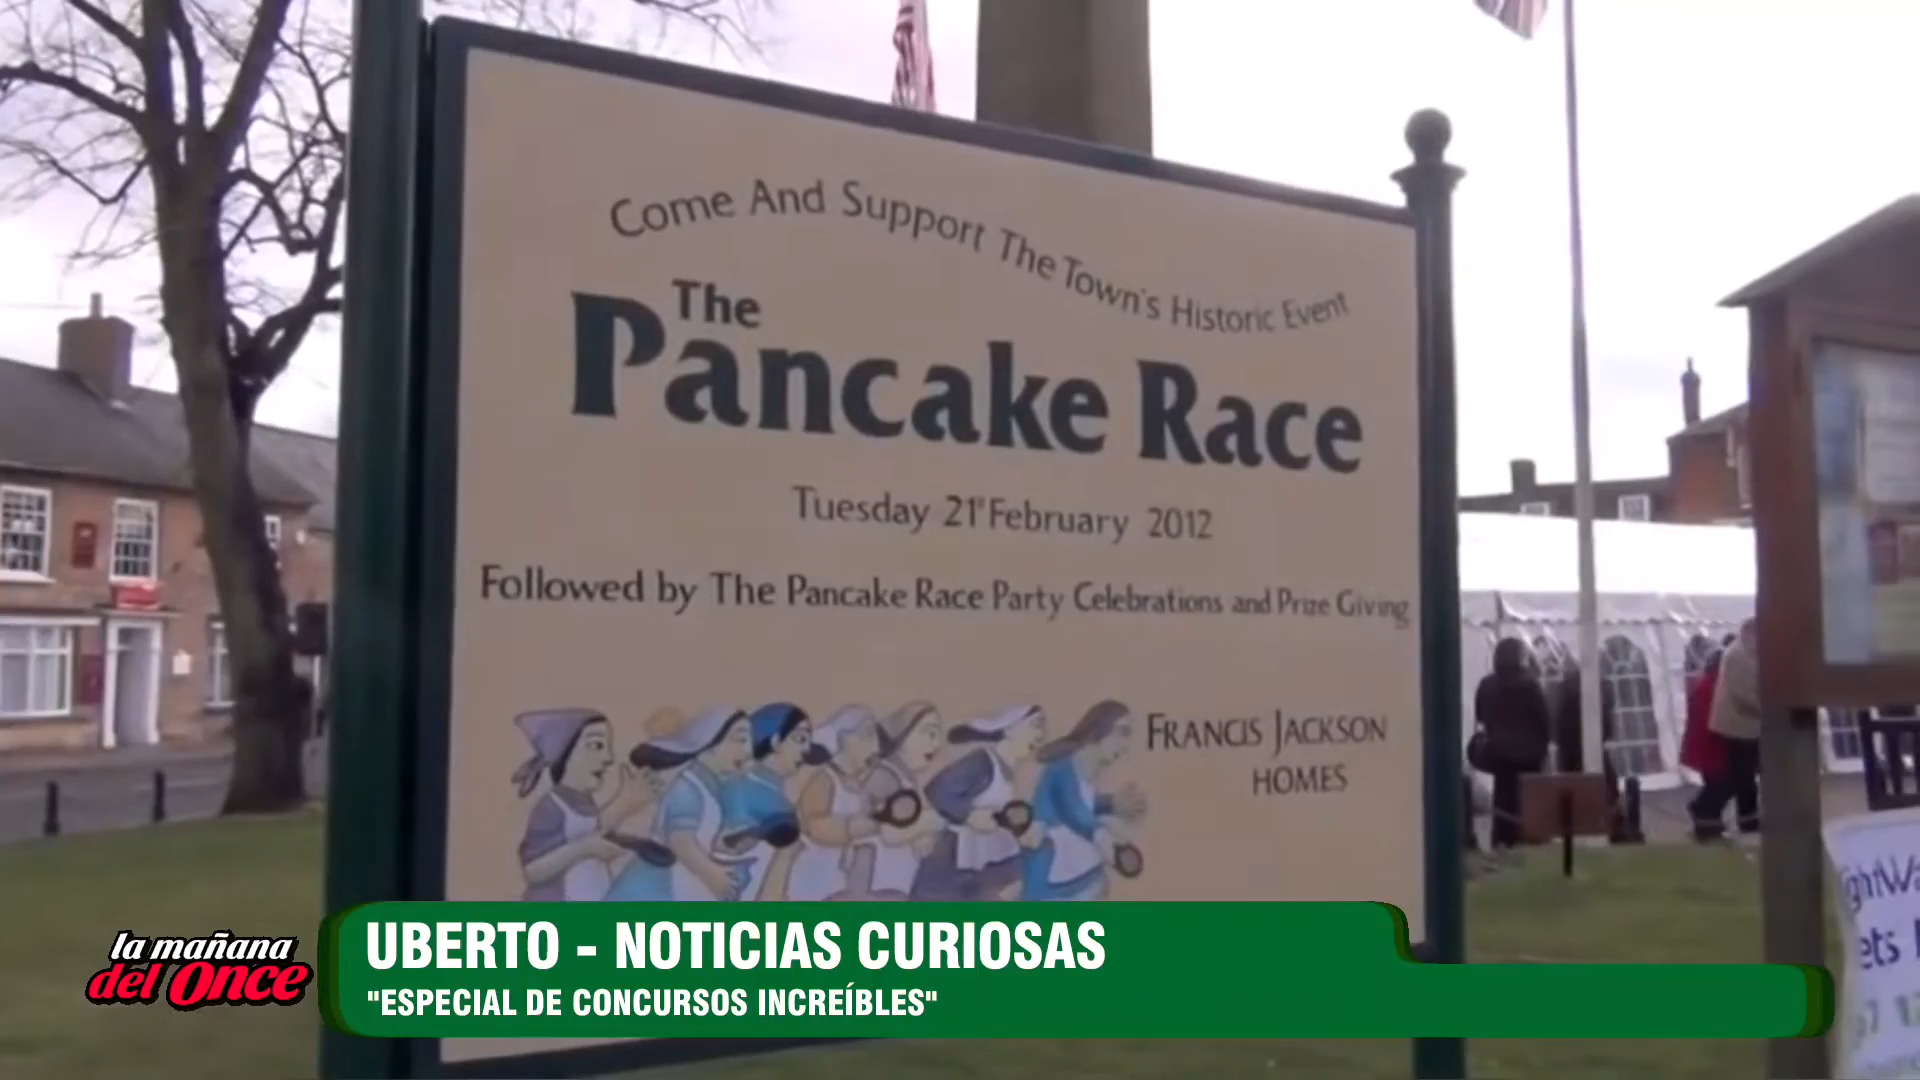 Come And Support The Town's Historic Event
The
Pancake Race
Tuesday 21st February 2012
Followed by The Pancake Race Party Celebrations and Prize Giving
FRANCIS JACKSON
HOMES
la mañana
del Once
UBERTO - NOTICIAS CURIOSAS
"ESPECIAL DE CONCURSOS INCREÍBLES"